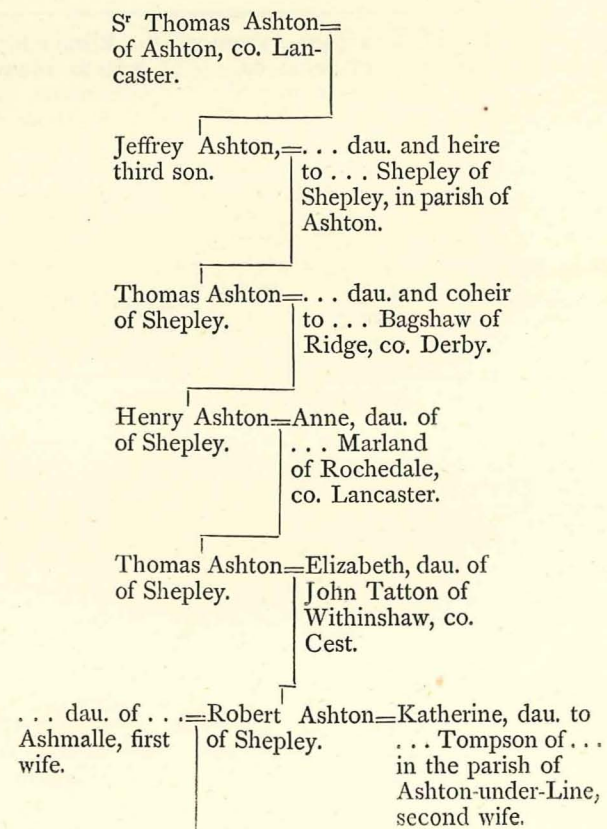 Sʳ Thomas Ashton=
of Ashton, co. Lan-
caster.
Jeffrey Ashton,=. . . dau. and heire
third son.
to . . . Shepley of
Shepley, in parish of
Ashton.
Thomas Ashton=. . . dau. and coheir
of Shepley.
to . . . Bagshaw of
Ridge, co. Derby.
Henry Ashton=Anne, dau. of
of Shepley.
. . . Marland
of Rochedale,
co. Lancaster.
Thomas Ashton=Elizabeth, dau. of
of Shepley.
John Tatton of
Withinshaw, co.
Cest.
. . . dau. of . . .=Robert Ashton=Katherine, dau. to
Ashmalle, first
wife.
of Shepley.
. . . Tompson of . . .
in the parish of
Ashton-under-Line,
second wife.